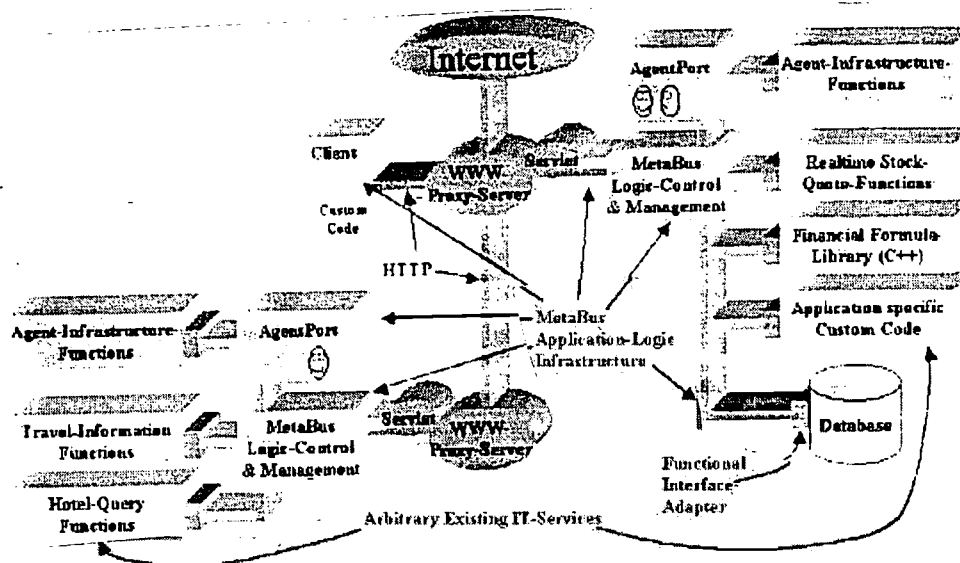 Internet
AgentPort
Agent-Infrastructure-
Functions
Client
Servlet
WWW-
Proxy-Server
MetaBus
Logic-Control
& Management
Realtime Stock-
Quote-Functions
Custom
Code
HTTP
Financial Formula-
Library (C++)
Application specific
Custom Code
Agent-Infrastructure-
Functions
AgentPort
MetaBus
Application-Logic
Infrastructure
Travel-Information
Functions
MetaBus
Logic-Control
& Management
Servlet
WWW-
Proxy-Server
Database
Hotel-Query
Functions
Functional
Interface
Adapter
Arbitrary Existing IT-Services